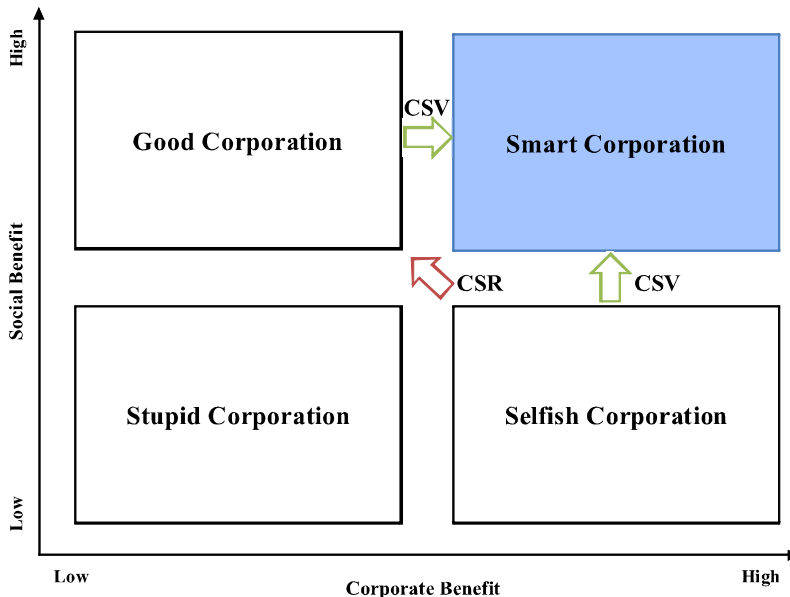 High
CSV
Good Corporation
Smart Corporation
Social Benefit
CSR
CSV
Stupid Corporation
Selfish Corporation
Low
Low
High
Corporate Benefit